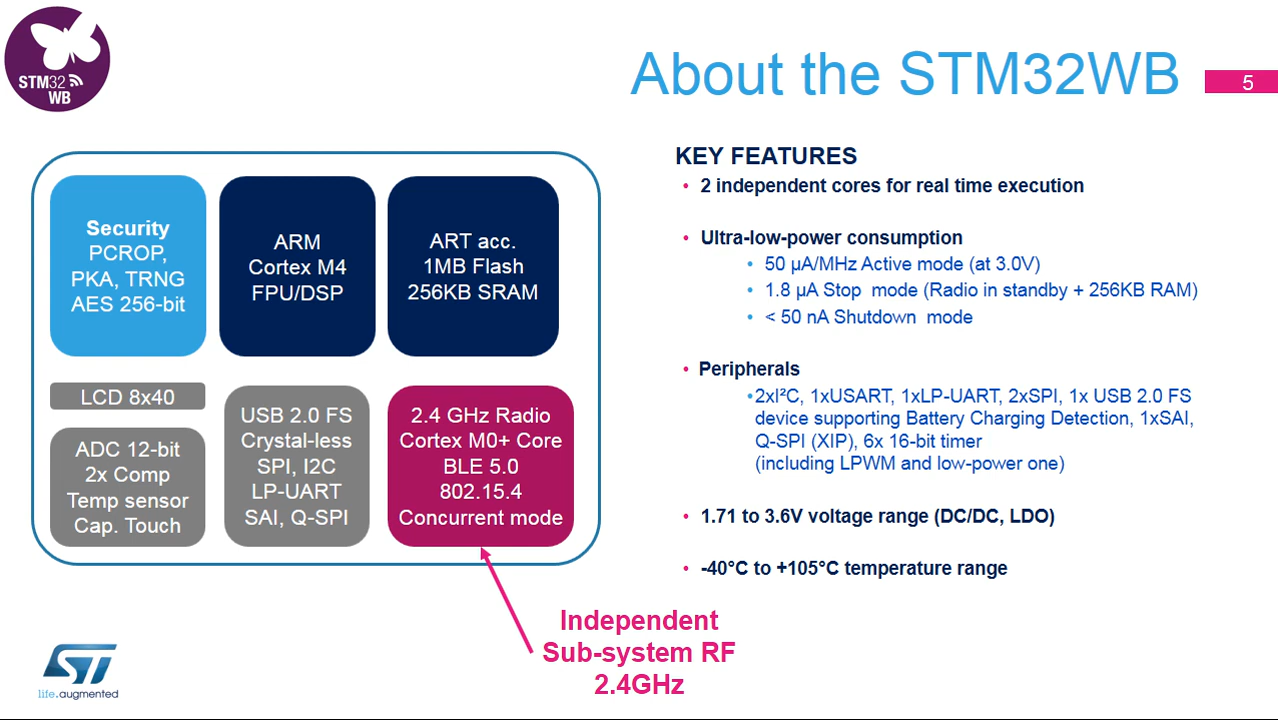 STM32
WB
About the STM32WB
5
Security
PCROP,
PKA, TRNG
AES 256-bit
ARM
Cortex M4
FPU/DSP
ART acc.
1MB Flash
256KB SRAM
LCD 8x40
ADC 12-bit
2x Comp
Temp sensor
Cap. Touch
USB 2.0 FS
Crystal-less
SPI, I2C
LP-UART
SAI, Q-SPI
2.4 GHz Radio
Cortex M0+ Core
BLE 5.0
802.15.4
Concurrent mode
Independent
Sub-system RF
2.4GHz
KEY FEATURES
• 2 independent cores for real time execution
• Ultra-low-power consumption
• 50 µA/MHz Active mode (at 3.0V)
• 1.8 µA Stop mode (Radio in standby + 256KB RAM)
• < 50 nA Shutdown mode
• Peripherals
•2xI²C, 1xUSART, 1xLP-UART, 2xSPI, 1x USB 2.0 FS
device supporting Battery Charging Detection, 1xSAI,
Q-SPI (XIP), 6x 16-bit timer
(including LPWM and low-power one)
• 1.71 to 3.6V voltage range (DC/DC, LDO)
• -40°C to +105°C temperature range
ST
life.augmented